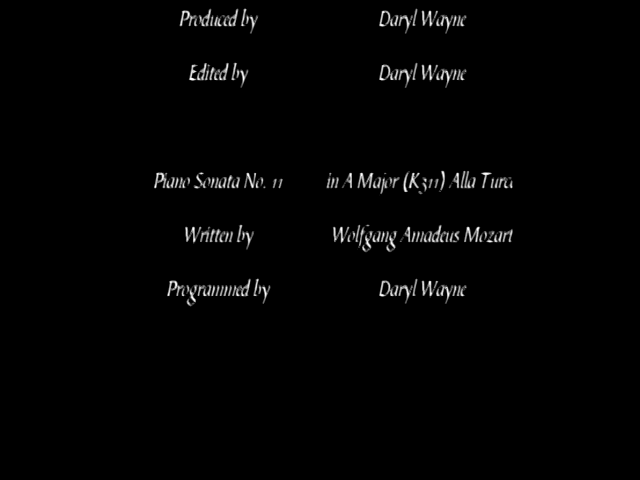 Produced by Daryl Wayne
Edited by Daryl Wayne
Piano Sonata No. 11 in A Major (K311) Alla Turca
Written by Wolfgang Amadeus Mozart
Programmed by Daryl Wayne